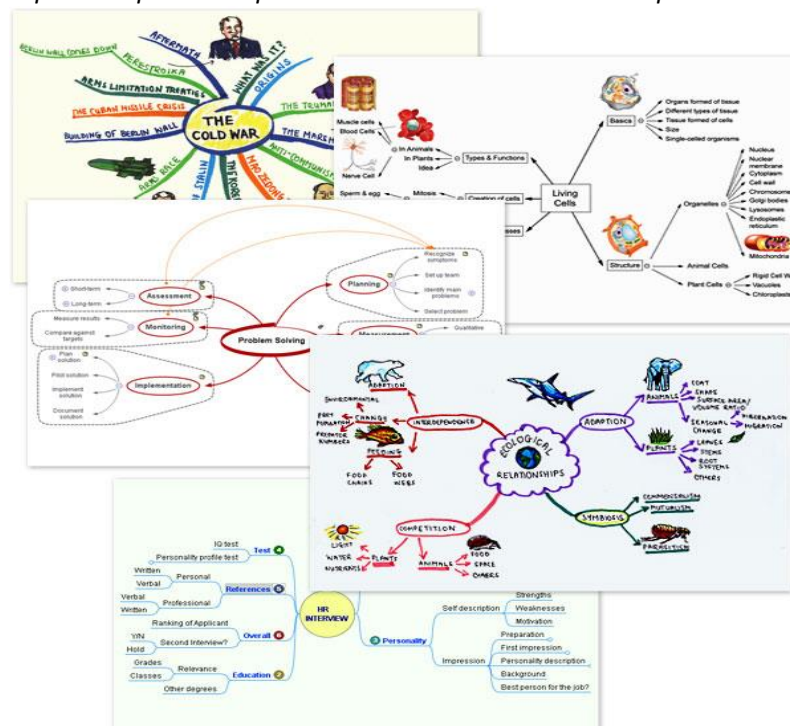 BERLIN WALL COMES DOWN
PERESTROIKA
AFTERMATH
WHAT WAS IT?
ORIGINS
ARMS LIMITATION TREATIES
THE CUBAN MISSILE CRISIS
BUILDING OF BERLIN WALL
ARMS RACE
THE
COLD WAR
THE
OF STALIN
MAO ZEDONG
Muscle cells
Blood Cells
Nerve Cell
In Animals
In Plants
Idea
Types & Functions
Sperm & egg
Mitosis
Creation of cells
Living
Cells
Basics
Organs formed of tissue
Different types of tissue
Tissue formed of cells
Size
Single-celled organisms
Structure
Organelles
Nucleus
Nuclear
membrane
Cytoplasm
Cell wall
Golgi bodies
Lysosomes
Endoplasmic
reticulum
Mitochondria
Animal Cells
Plant Cells
Rigid Cell
Vacuoles
Short-term
Long-term
Assessment
Measure results
Compare against
targets
Monitoring
Plan
solution
Pilot solution
Implement
solution
Document
solution
Implementation
Problem Solving
Planning
Recognize
symptoms
Set up team
Identify main
problems
Select problem
Qualitative
ECOLOGICAL
RELATIONSHIPS
INTERDEPENDENCE
ADAPTION
CHANGE
ENVIRONMENTAL
PREY
POPULATION
PREDATOR
NUMBERS
FEEDING
FOOD
CHAINS
FOOD
WEBS
ADAPTION
ANIMALS
COAT
SHAPE
SURFACE AREA/
VOLUME RATIO
SEASONAL
CHANGE
HIBERNATION
MIGRATION
PLANTS
LEAVES
STEMS
ROOT
SYSTEMS
OTHERS
SYMBIOSIS
COMMENSALISM
MUTUALISM
PARASITISM
COMPETITION
PLANTS
LIGHT
WATER
NUTRIENTS
ANIMALS
FOOD
SPACE
OTHERS
HR
INTERVIEW
Test 4
IQ test
Personality profile test
References 5
Personal
Written
Verbal
Professional
Verbal
Written
Overall 6
Ranking of Applicant
Second Interview?
Y/N
Hold
Education 2
Relevance
Grades
Classes
Other degrees
3 Personality
Self description
Strengths
Weaknesses
Motivation
Impression
Preparation
First impression
Personality description
Background
Best person for the job?